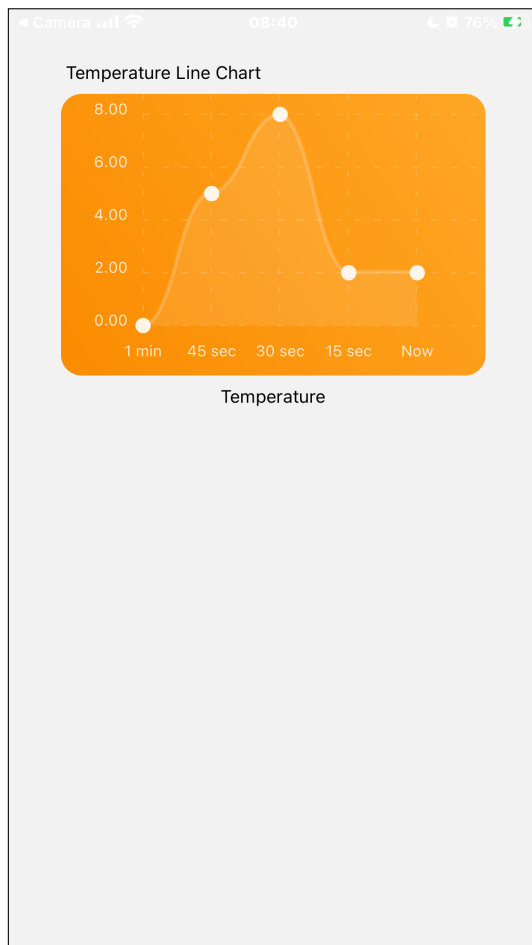 ◀ Camera 08:40 76%
Temperature Line Chart
8.00
6.00
4.00
2.00
0.00
1 min 45 sec 30 sec 15 sec Now
Temperature